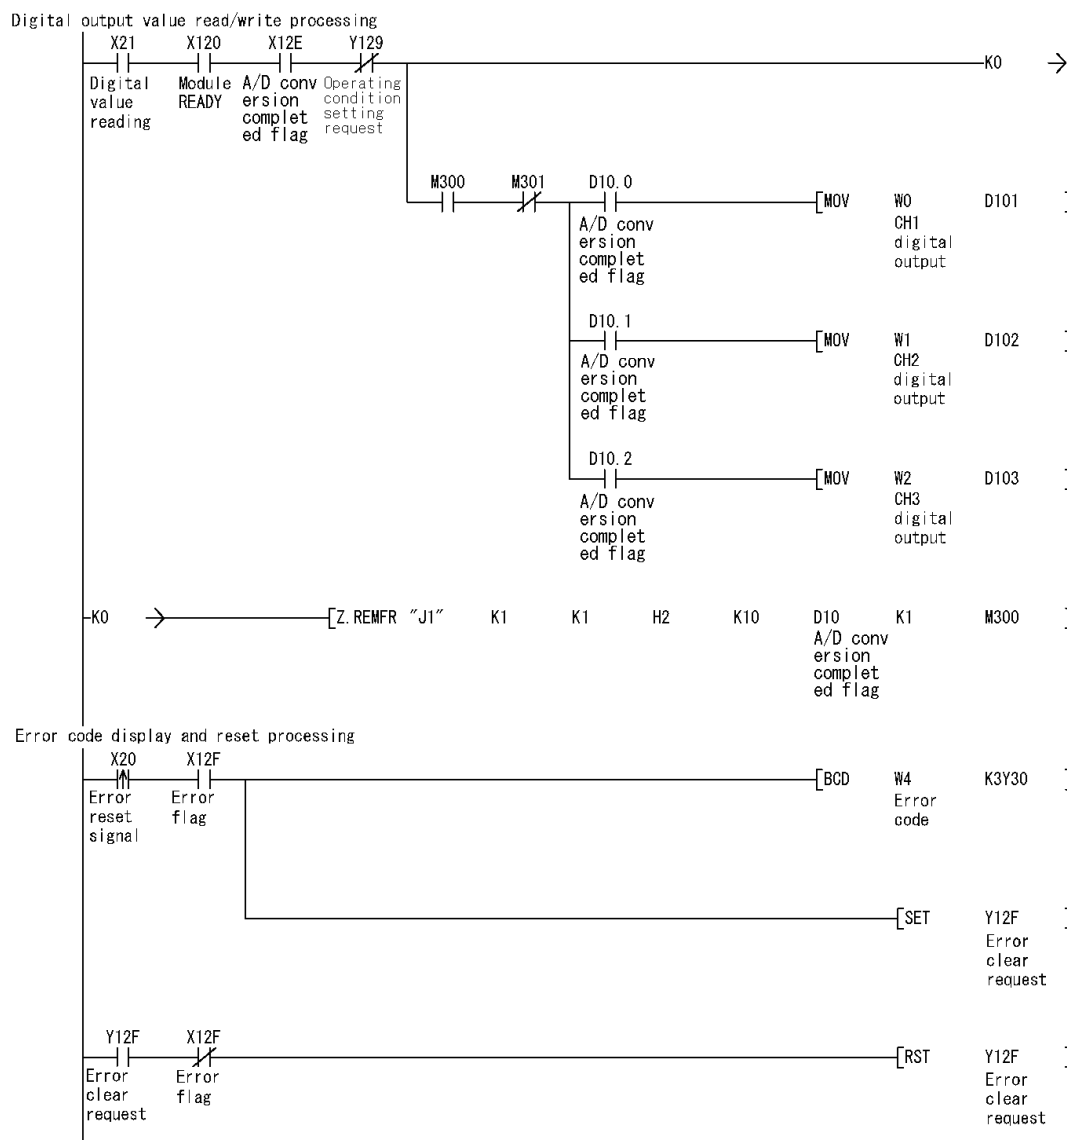 Digital output value read/write processing
X21 X120 X12E Y129
K0
Digital value reading
Module READY
A/D conv ersion complet ed flag
Operating condition setting request
M300 M301 D10.0 MOV W0 D101
A/D conv ersion complet ed flag
CH1 digital output
D10.1 MOV W1 D102
A/D conv ersion complet ed flag
CH2 digital output
D10.2 MOV W2 D103
A/D conv ersion complet ed flag
CH3 digital output
K0 Z.REMFR "J1" K1 K1 H2 K10 D10 K1 M300
A/D conv ersion complet ed flag
Error code display and reset processing
X20 X12F BCD W4 K3Y30
Error reset signal
Error flag
Error code
SET Y12F
Error clear request
Y12F X12F RST Y12F
Error clear request
Error flag
Error clear request